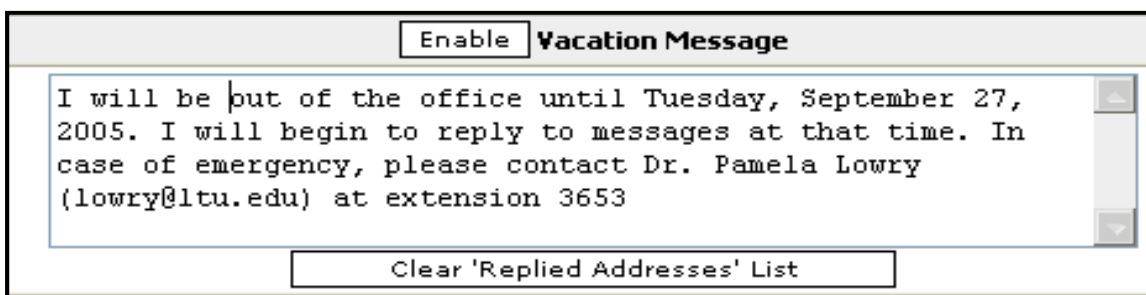 Enable Vacation Message
I will be out of the office until Tuesday, September 27,
2005. I will begin to reply to messages at that time. In
case of emergency, please contact Dr. Pamela Lowry
(lowry@ltu.edu) at extension 3653
Clear 'Replied Addresses' List